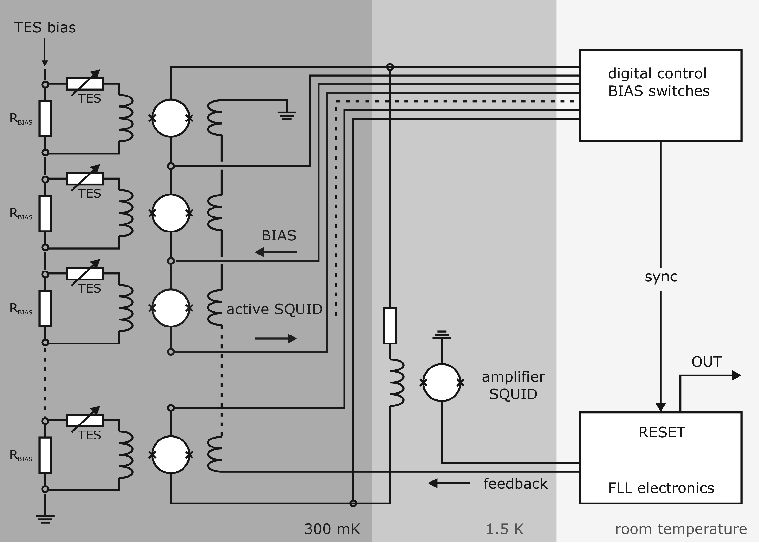 TES bias
TES
R_BIAS
digital control
BIAS switches
TES
R_BIAS
BIAS
TES
sync
R_BIAS
active SQUID
OUT
amplifier
SQUID
TES
RESET
R_BIAS
feedback
FLL electronics
300 mK
1.5 K
room temperature